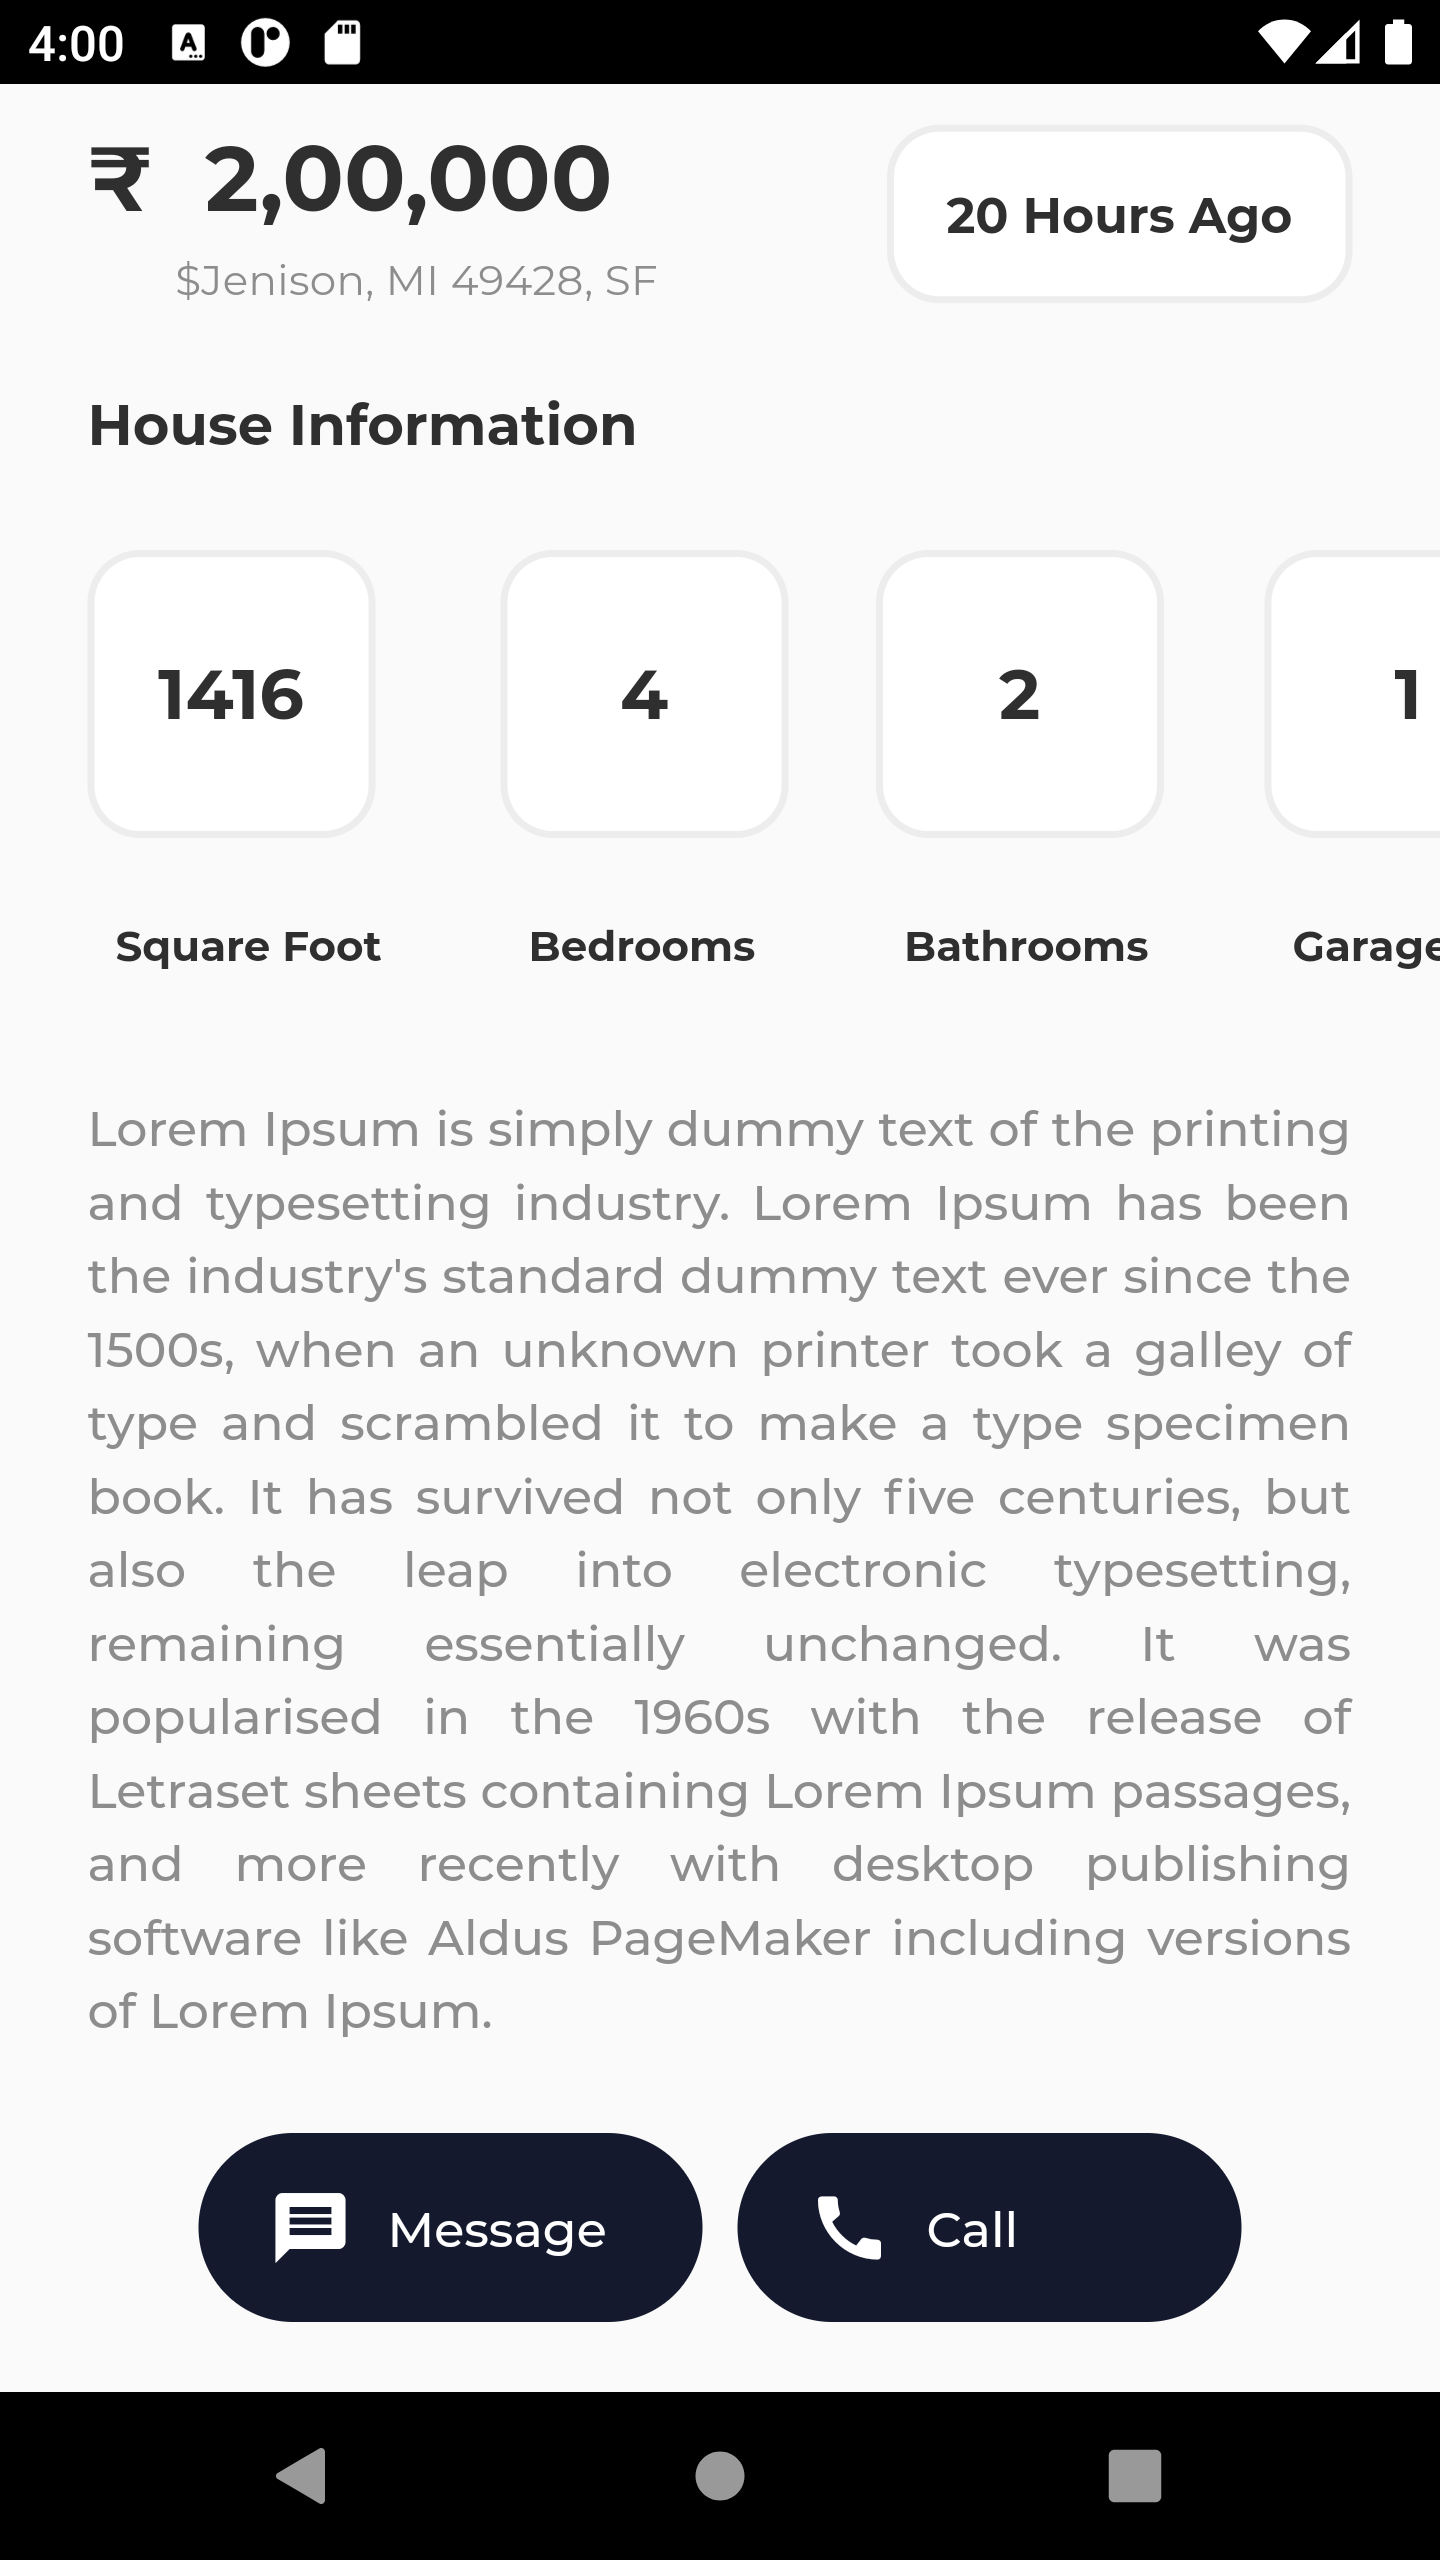 4:00
₹ 2,00,000
20 Hours Ago
$Jenison, MI 49428, SF
House Information
1416 4 2 1
Square Foot Bedrooms Bathrooms Garage
Lorem Ipsum is simply dummy text of the printing
and typesetting industry. Lorem Ipsum has been
the industry's standard dummy text ever since the
1500s, when an unknown printer took a galley of
type and scrambled it to make a type specimen
book. It has survived not only five centuries, but
also the leap into electronic typesetting,
remaining essentially unchanged. It was
popularised in the 1960s with the release of
Letraset sheets containing Lorem Ipsum passages,
and more recently with desktop publishing
software like Aldus PageMaker including versions
of Lorem Ipsum.
Message Call